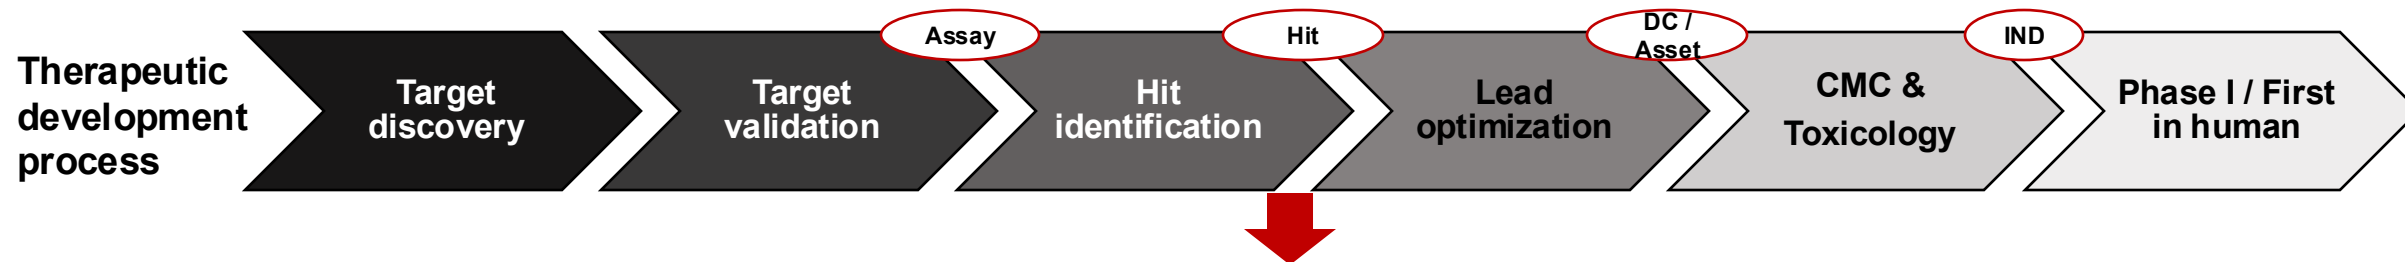 Therapeutic
development
process
Target
discovery
Target
validation
Assay
Hit
identification
Hit
Lead
optimization
DC /
Asset
CMC &
Toxicology
IND
Phase I / First
in human